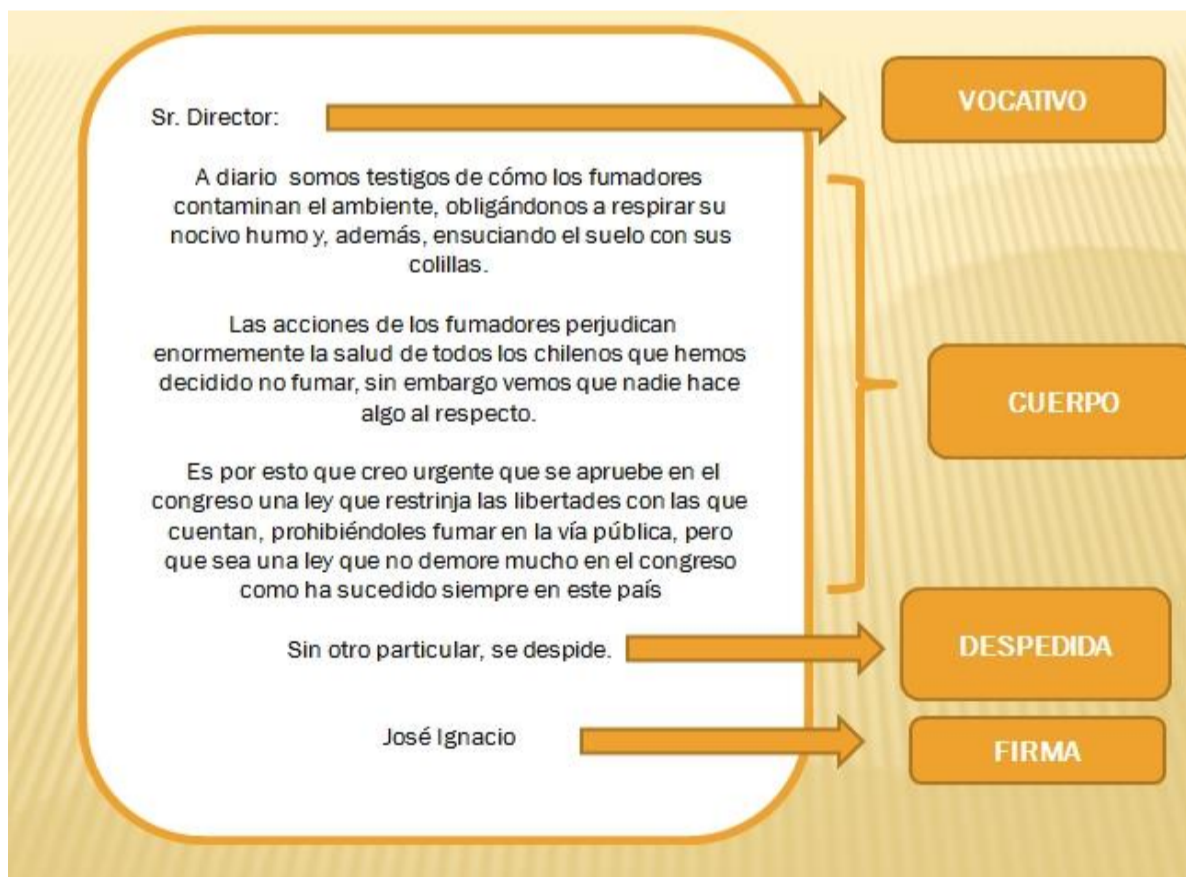 Sr. Director:
VOCATIVO
A diario somos testigos de cómo los fumadores
contaminan el ambiente, obligándonos a respirar su
nocivo humo y, además, ensuciando el suelo con sus
colillas.
Las acciones de los fumadores perjudican
enormemente la salud de todos los chilenos que hemos
decidido no fumar, sin embargo vemos que nadie hace
algo al respecto.
CUERPO
Es por esto que creo urgente que se apruebe en el
congreso una ley que restrinja las libertades con las que
cuentan, prohibiéndoles fumar en la vía pública, pero
que sea una ley que no demore mucho en el congreso
como ha sucedido siempre en este país
Sin otro particular, se despide.
DESPEDIDA
José Ignacio
FIRMA